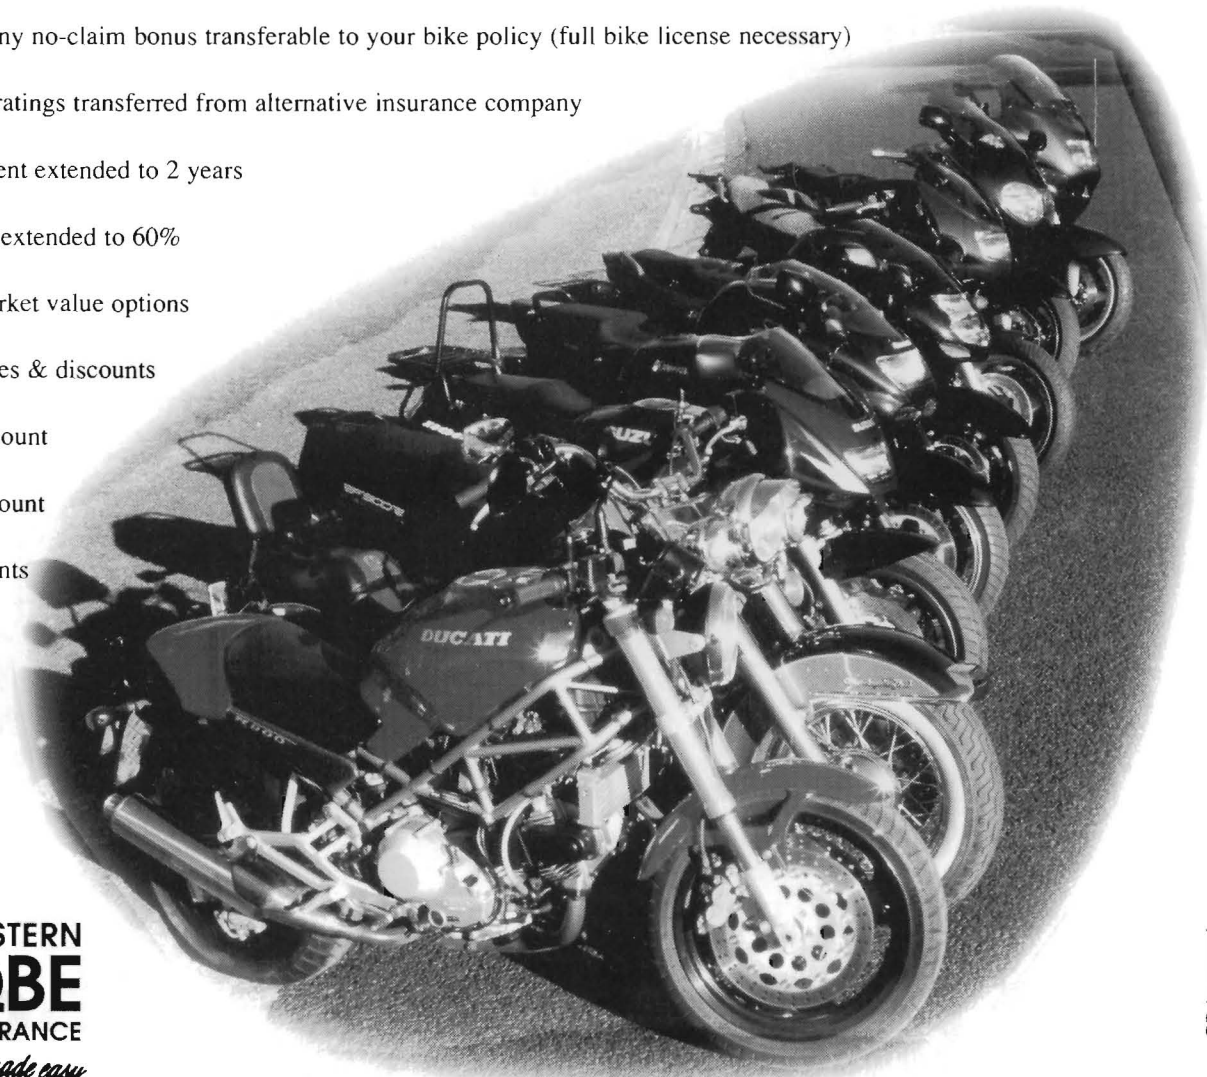 ny no-claim bonus transferable to your bike policy (full bike license necessary)
ratings transferred from alternative insurance company
ent extended to 2 years
extended to 60%
rket value options
es & discounts
ount
ount
nts
DUCATI
UZI
STERN
QBE
RANCE
ade easy